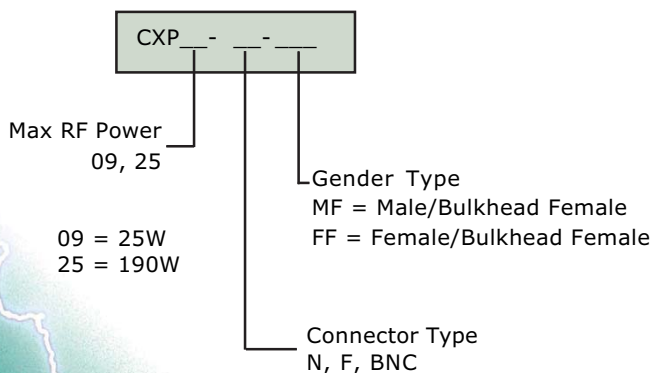 CXP__- __-___
Max RF Power
09, 25
09 = 25W
25 = 190W
Gender Type
MF = Male/Bulkhead Female
FF = Female/Bulkhead Female
Connector Type
N, F, BNC